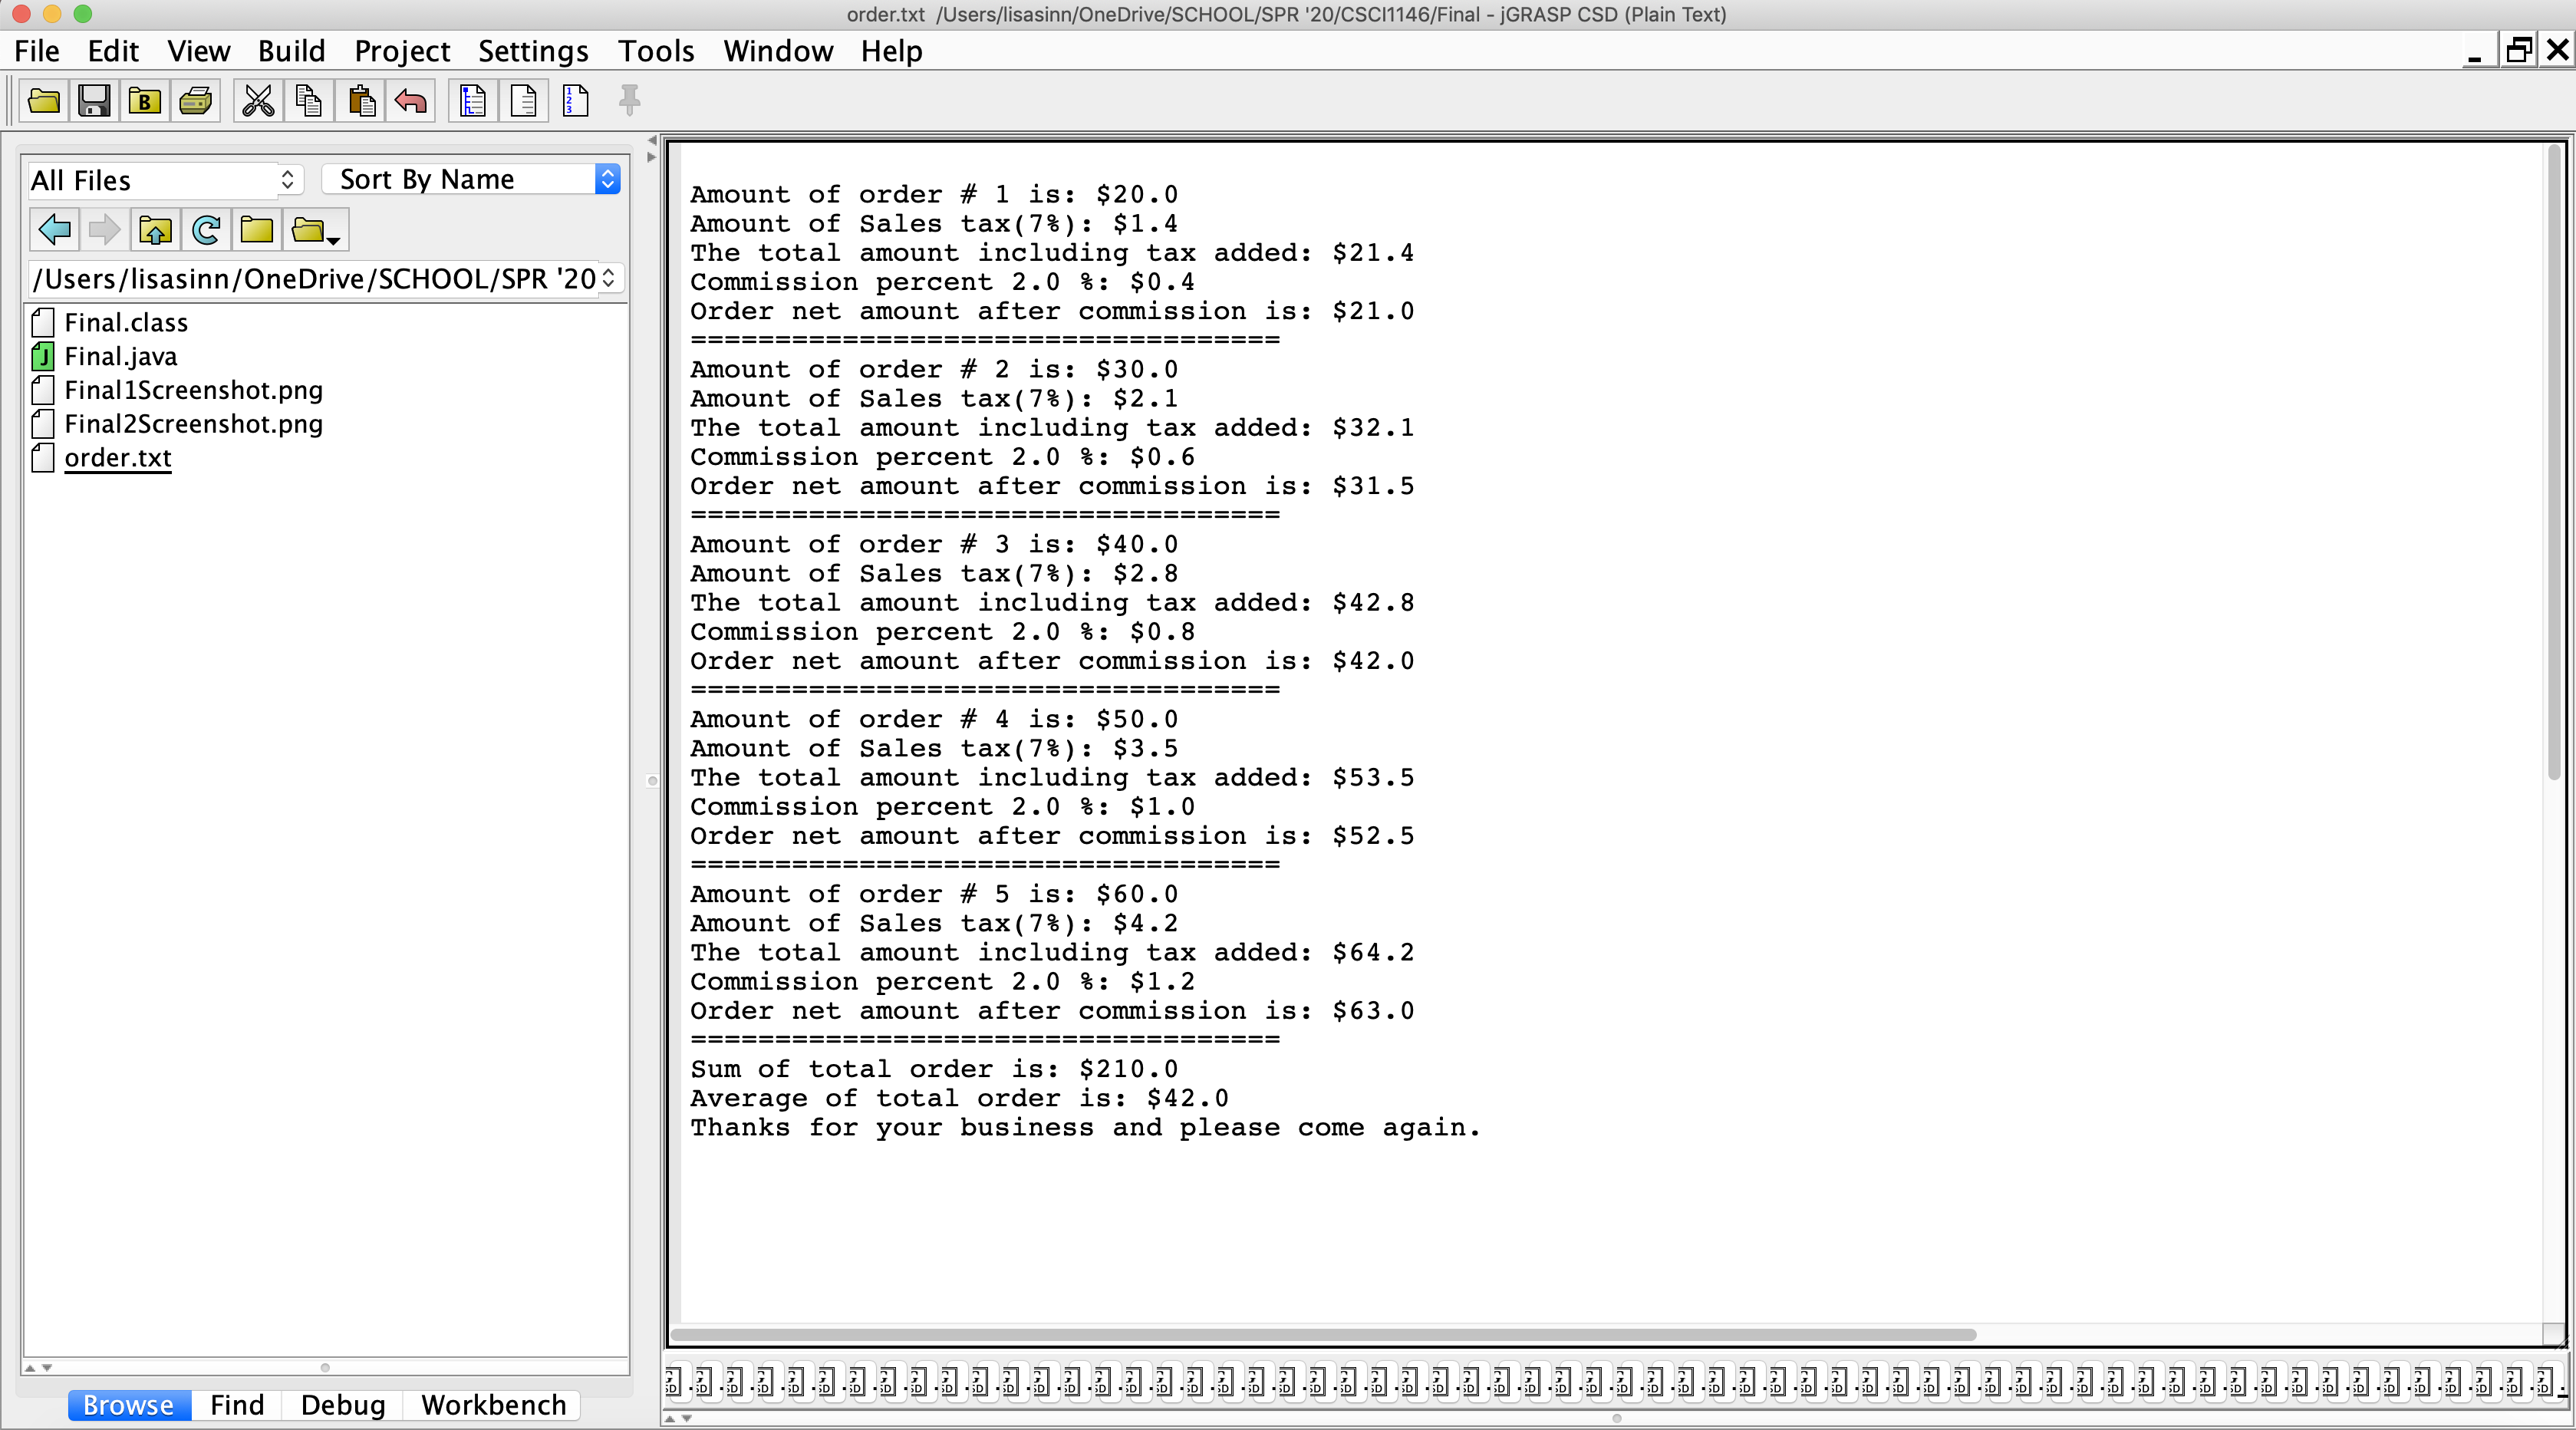 order.txt /Users/lisasinn/OneDrive/SCHOOL/SPR '20/CSCI1146/Final - jGRASP CSD (Plain Text)
File Edit View Build Project Settings Tools Window Help
All Files
Sort By Name
/Users/lisasinn/OneDrive/SCHOOL/SPR '20
Final.class
Final.java
Final1Screenshot.png
Final2Screenshot.png
order.txt
Browse Find Debug Workbench
Amount of order # 1 is: $20.0
Amount of Sales tax(7%): $1.4
The total amount including tax added: $21.4
Commission percent 2.0 %: $0.4
Order net amount after commission is: $21.0
===================================
Amount of order # 2 is: $30.0
Amount of Sales tax(7%): $2.1
The total amount including tax added: $32.1
Commission percent 2.0 %: $0.6
Order net amount after commission is: $31.5
===================================
Amount of order # 3 is: $40.0
Amount of Sales tax(7%): $2.8
The total amount including tax added: $42.8
Commission percent 2.0 %: $0.8
Order net amount after commission is: $42.0
===================================
Amount of order # 4 is: $50.0
Amount of Sales tax(7%): $3.5
The total amount including tax added: $53.5
Commission percent 2.0 %: $1.0
Order net amount after commission is: $52.5
===================================
Amount of order # 5 is: $60.0
Amount of Sales tax(7%): $4.2
The total amount including tax added: $64.2
Commission percent 2.0 %: $1.2
Order net amount after commission is: $63.0
===================================
Sum of total order is: $210.0
Average of total order is: $42.0
Thanks for your business and please come again.